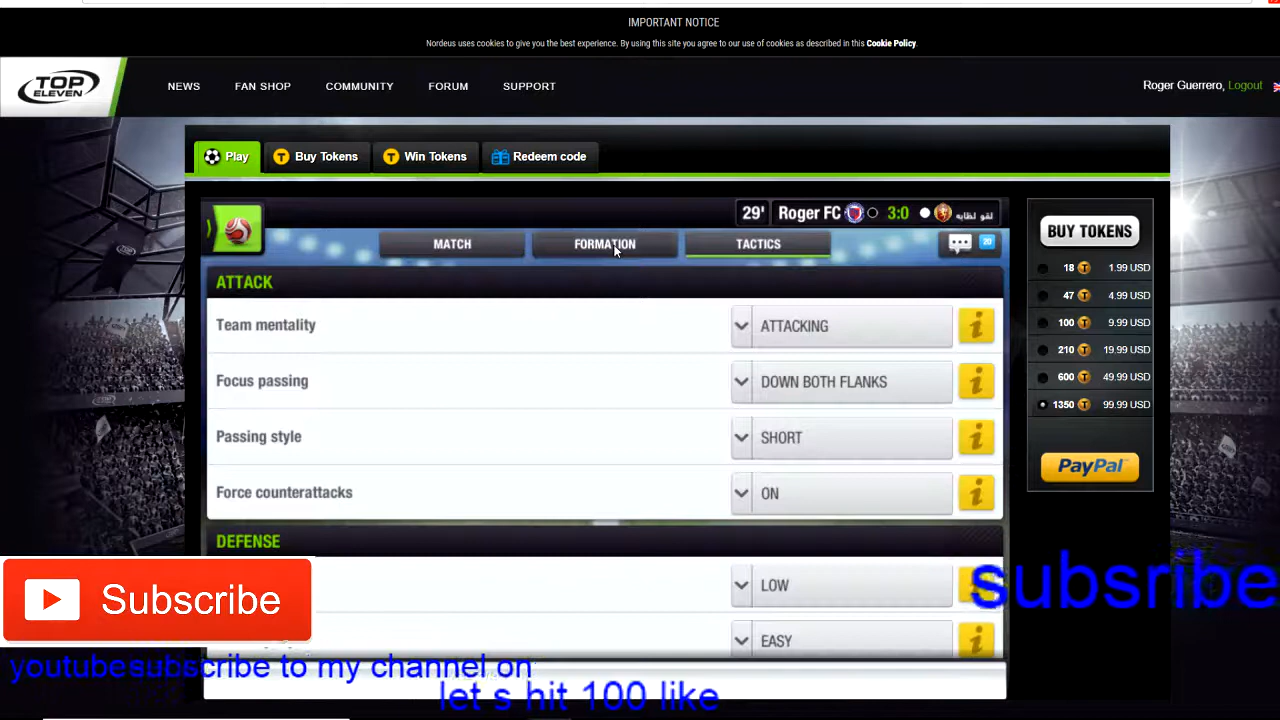 IMPORTANT NOTICE
Nordeus uses cookies to give you the best experience. By using this site you agree to our use of cookies as described in this Cookie Policy.
TOP ELEVEN
NEWS FAN SHOP COMMUNITY FORUM SUPPORT
Roger Guerrero, Logout
Play Buy Tokens Win Tokens Redeem code
29' Roger FC 3:0 لقو لظابه
MATCH FORMATION TACTICS 20
ATTACK
Team mentality ATTACKING
Focus passing DOWN BOTH FLANKS
Passing style SHORT
Force counterattacks ON
DEFENSE
LOW
EASY
BUY TOKENS
18 T 1.99 USD
47 T 4.99 USD
100 T 9.99 USD
210 T 19.99 USD
600 T 49.99 USD
1350 T 99.99 USD
PayPal
Subscribe
subsribe
youtubesubscribe to my channel on
let s hit 100 like